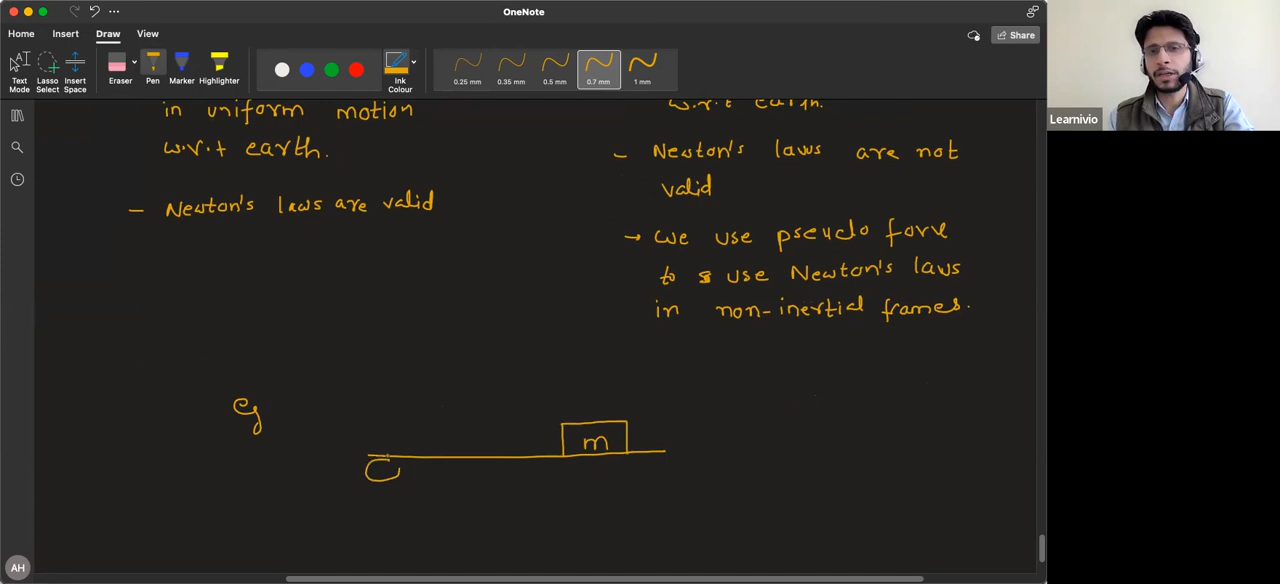 OneNote
Home Insert Draw View
Share
Text Mode
Lasso Select
Insert Space
Eraser
Pen
Marker
Highlighter
Ink Colour
0.25 mm
0.35 mm
0.5 mm
0.7 mm
1 mm
Learnivio
in uniform motion
w.r.t earth.
- Newton's laws are valid
w.r.t earth.
- Newton's laws are not
valid
→ We use pseudo force
to use Newton's laws
in non-inertial frames.
eg
m
AH